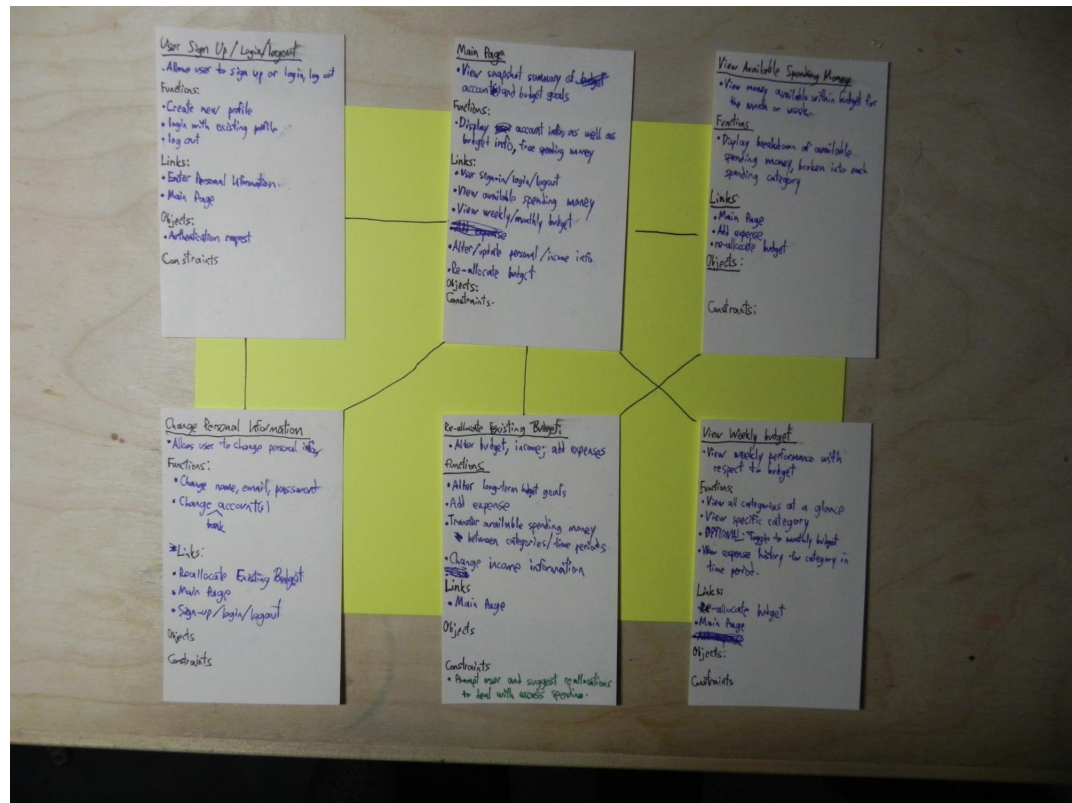 User Sign Up / Login/logout
• Allows user to sign up or login, log out
Functions:
• Create new profile
• login with existing profile
• log out
Links:
• Enter Personal Information
• Main Page
Objects:
• Authentication request
Constraints
Main Page
• View snapshot summary of
account and budget goals
Functions:
• Display account info, as well as
budget info, free spending money
Links:
• User sign-in/login/logout
• View available spending money
• View weekly/monthly budget
Add expense
• Alter/update personal/income info
• Re-allocate budget
Objects:
Constraints.
View Available Spending Money
• View money available within budget for
the month or week.
Functions
• Display breakdown of available
spending money, broken into each
spending category
Links
• Main Page
• Add expense
• re-allocate budget
Objects:
Constraints:
Change Personal Information
• Allows user to change personal info
Functions:
• Change name, email, password
• Change account(s)
bank
Links:
• Reallocate Existing Budget
• Main Page
• Sign-up/login/logout
Objects
Constraints
Re-allocate Existing Budget:
• Alter budget, income; add expenses
Functions
• Alter long-term budget goals
• Add expense
• Transfer available spending money
between categories/time periods
• Change income information
Links
• Main Page
Objects
Constraints
• Prompt user and suggest reallocations
to deal with excess spending.
View Weekly budget
• View weekly performance with
respect to budget
Functions
• View all categories at a glance
• View specific category
• OPTIONAL: Toggle to monthly budget
• View expense history for category in
time period.
Links:
• Re-allocate budget
• Main Page
Objects:
Constraints